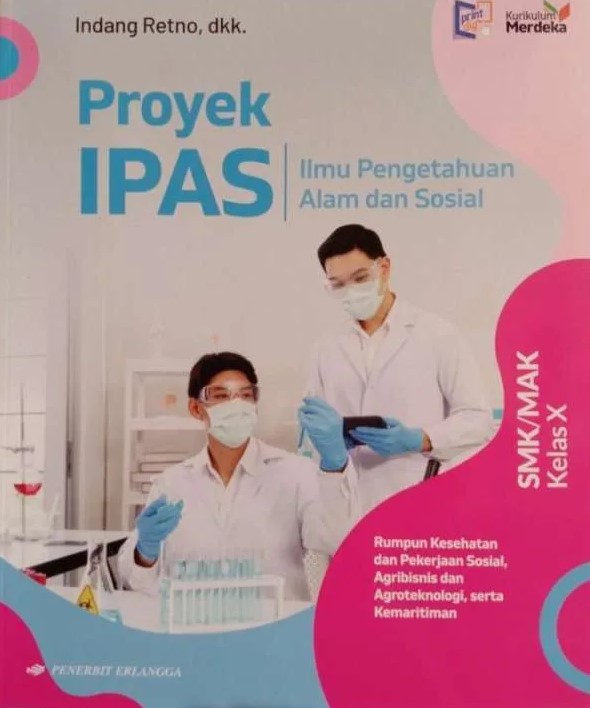 Indang Retno, dkk.
print
Kurikulum
Merdeka
Proyek
IPAS
Ilmu Pengetahuan
Alam dan Sosial
SMK/MAK
Kelas X
Rumpun Kesehatan
dan Pekerjaan Sosial,
Agribisnis dan
Agroteknologi, serta
Kemaritiman
PENERBIT ERLANGGA